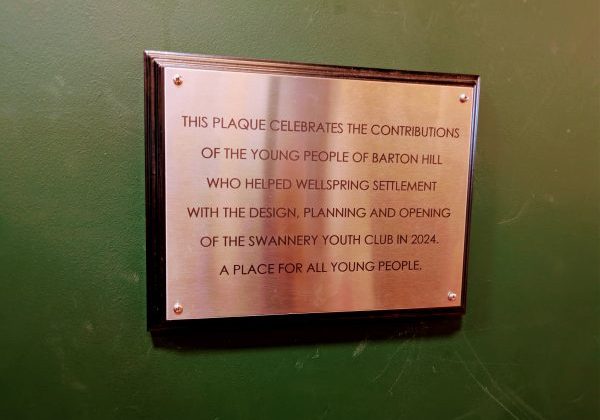 THIS PLAQUE CELEBRATES THE CONTRIBUTIONS
OF THE YOUNG PEOPLE OF BARTON HILL
WHO HELPED WELLSPRING SETTLEMENT
WITH THE DESIGN, PLANNING AND OPENING
OF THE SWANNERY YOUTH CLUB IN 2024.
A PLACE FOR ALL YOUNG PEOPLE.